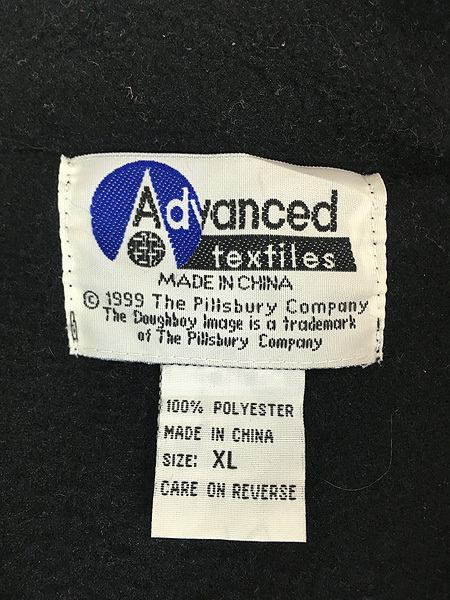 Advanced
textiles
MADE IN CHINA
© 1999 The Pillsbury Company
The Doughboy Image is a trademark
of The Pillsbury Company
100% POLYESTER
MADE IN CHINA
SIZE: XL
CARE ON REVERSE